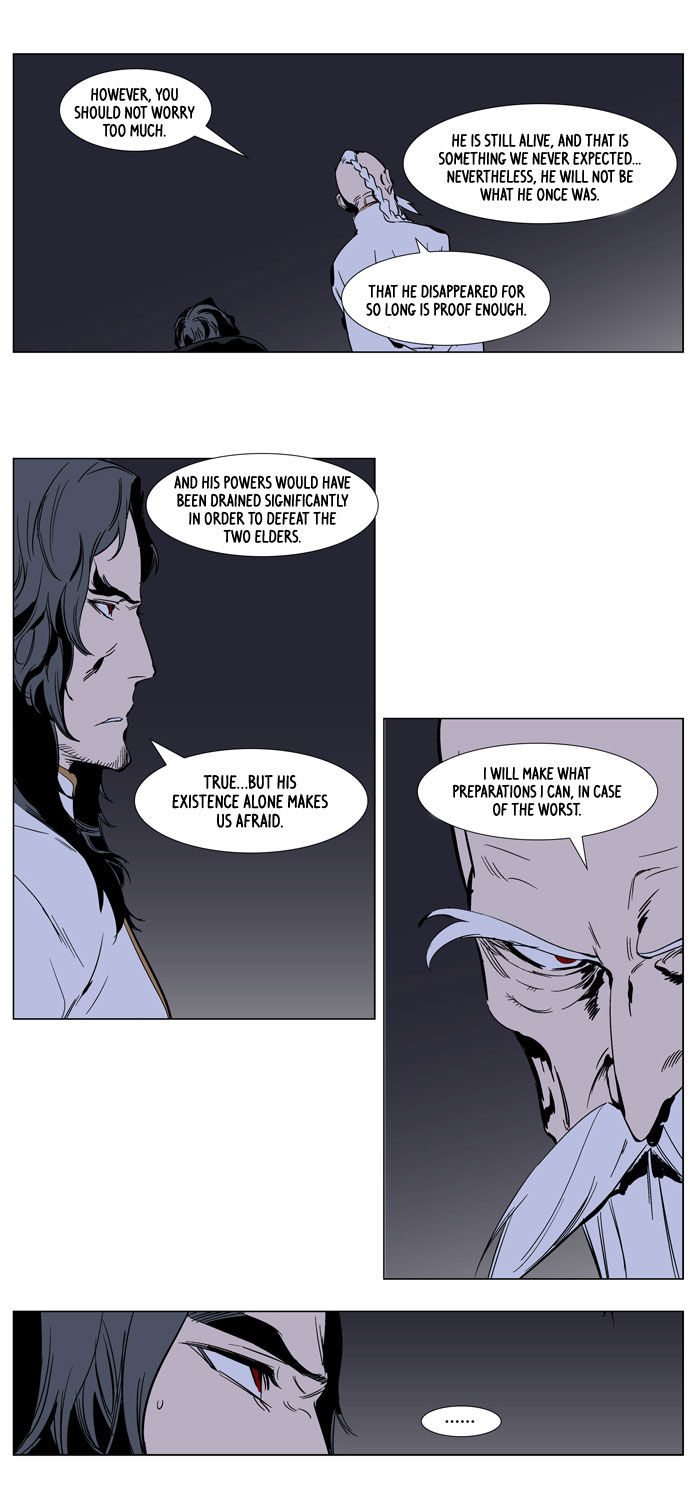 HOWEVER, YOU
SHOULD NOT WORRY
TOO MUCH.
HE IS STILL ALIVE, AND THAT IS
SOMETHING WE NEVER EXPECTED...
NEVERTHELESS, HE WILL NOT BE
WHAT HE ONCE WAS.
THAT HE DISAPPEARED FOR
SO LONG IS PROOF ENOUGH.
AND HIS POWERS WOULD HAVE
BEEN DRAINED SIGNIFICANTLY
IN ORDER TO DEFEAT THE
TWO ELDERS.
TRUE...BUT HIS
EXISTENCE ALONE MAKES
US AFRAID.
I WILL MAKE WHAT
PREPARATIONS I CAN, IN CASE
OF THE WORST.
......